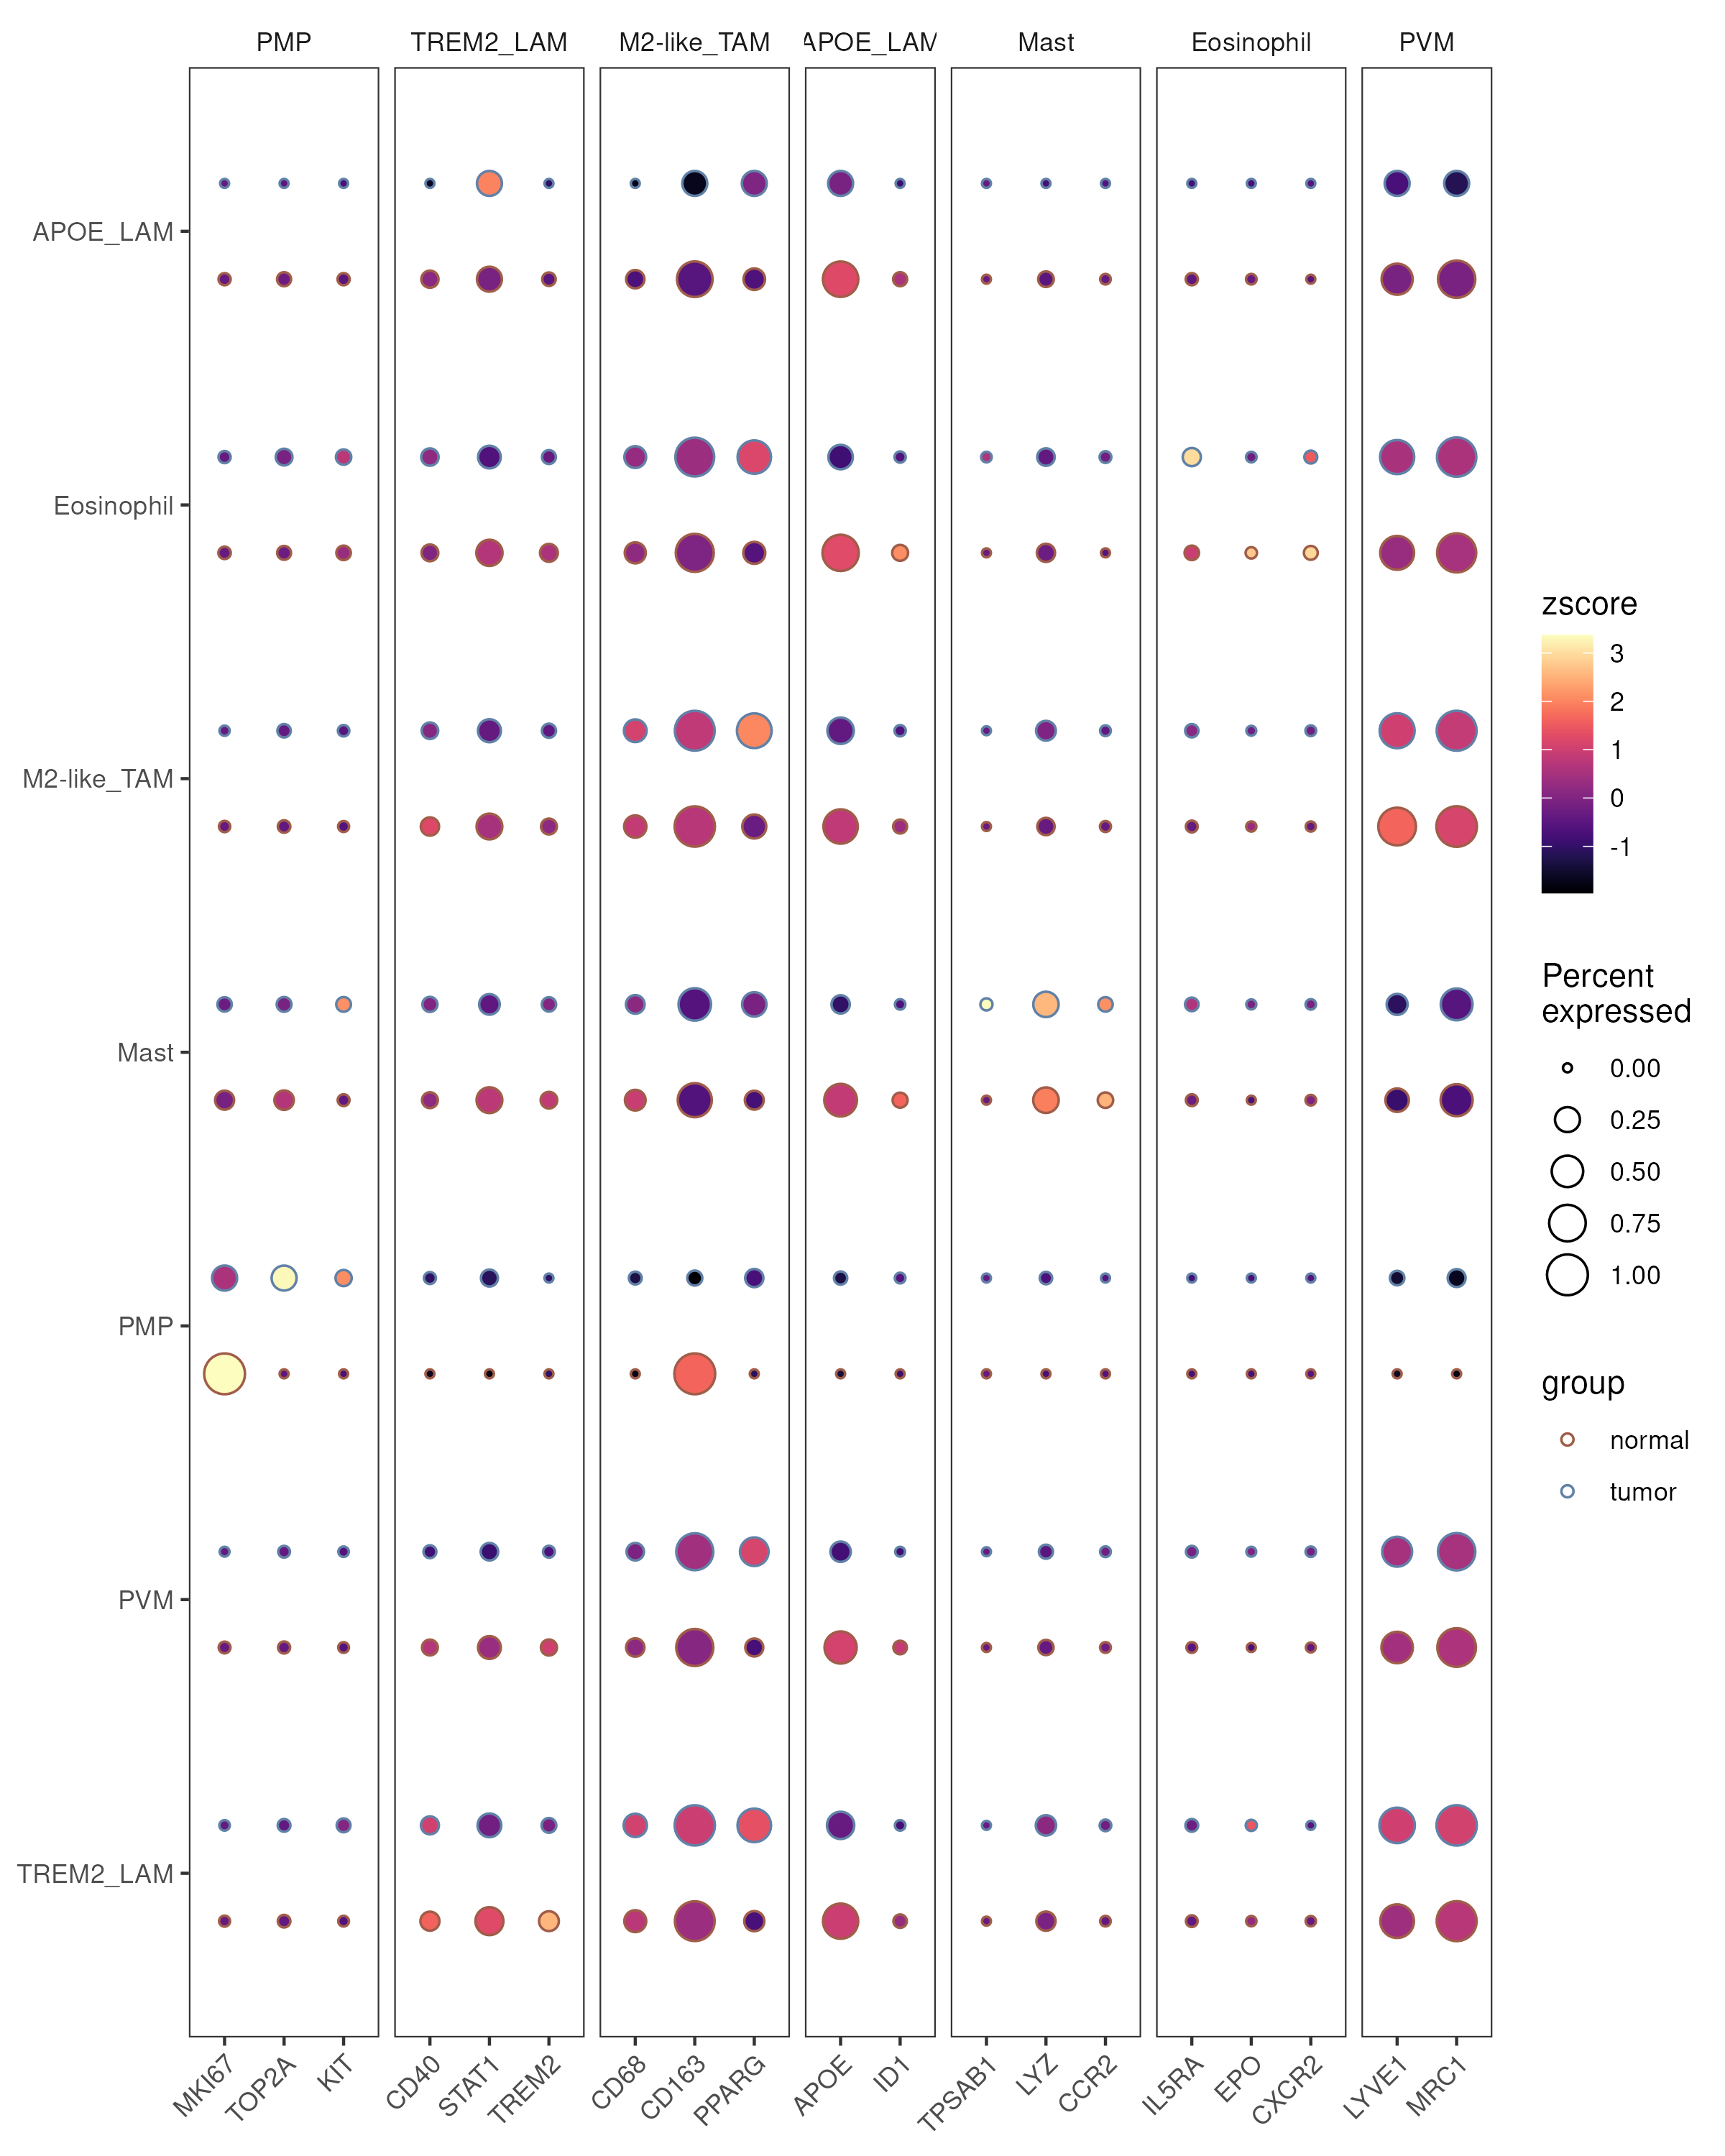 PMP TREM2_LAM M2-like_TAM APOE_LAM Mast Eosinophil PVM
APOE_LAM
Eosinophil
M2-like_TAM
Mast
PMP
PVM
TREM2_LAM
MKI67 TOP2A KIT CD40 STAT1 TREM2 CD68 CD163 PPARG APOE ID1 TPSAB1 LYZ CCR2 IL5RA EPO CXCR2 LYVE1 MRC1
zscore
3
2
1
0
-1
Percent
expressed
0.00
0.25
0.50
0.75
1.00
group
normal
tumor